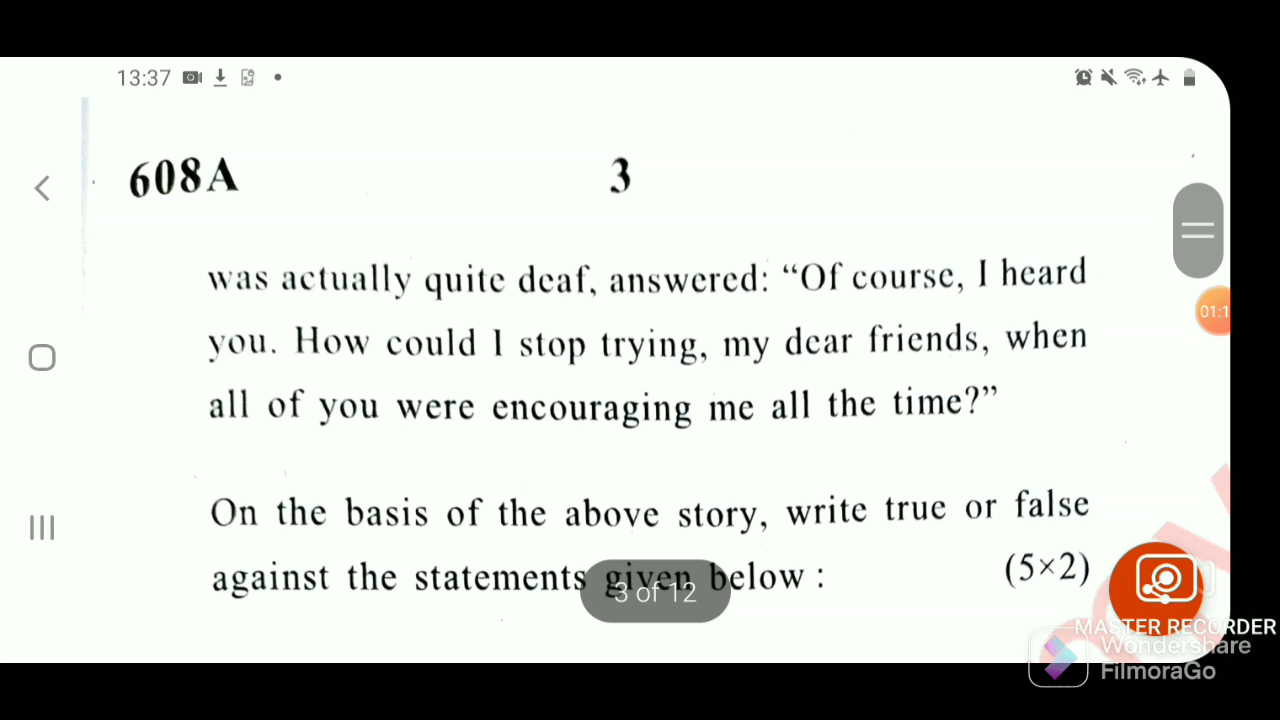 13:37
608A 3
was actually quite deaf, answered: “Of course, I heard
you. How could I stop trying, my dear friends, when
all of you were encouraging me all the time?”
On the basis of the above story, write true or false
against the statements given below : (5×2)
3 of 12
01:1
MASTER RECORDER
Wondershare
FilmoraGo